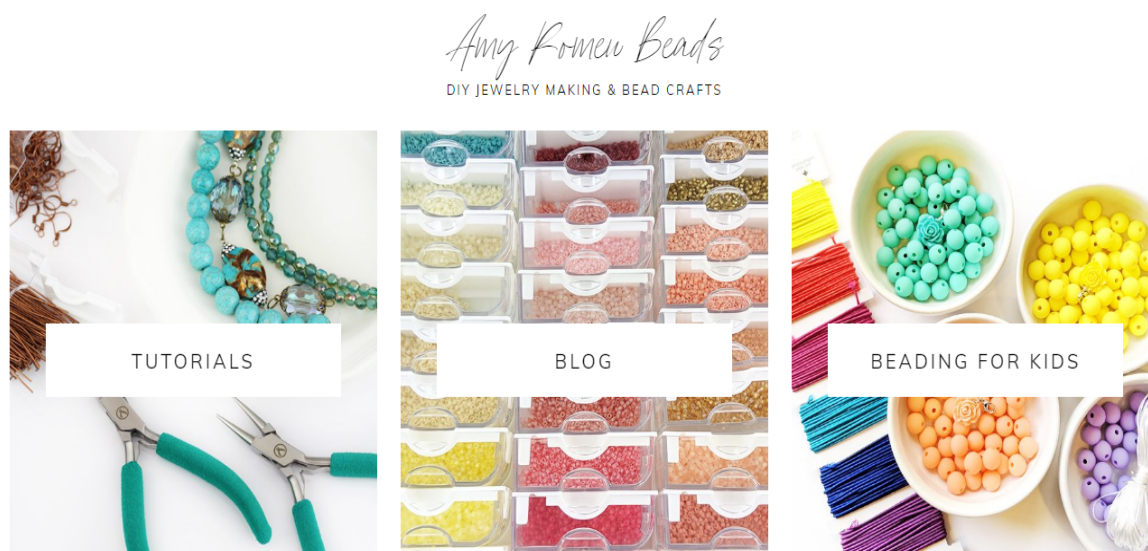 Amy Romeu Beads
DIY JEWELRY MAKING & BEAD CRAFTS
TUTORIALS
BLOG
BEADING FOR KIDS